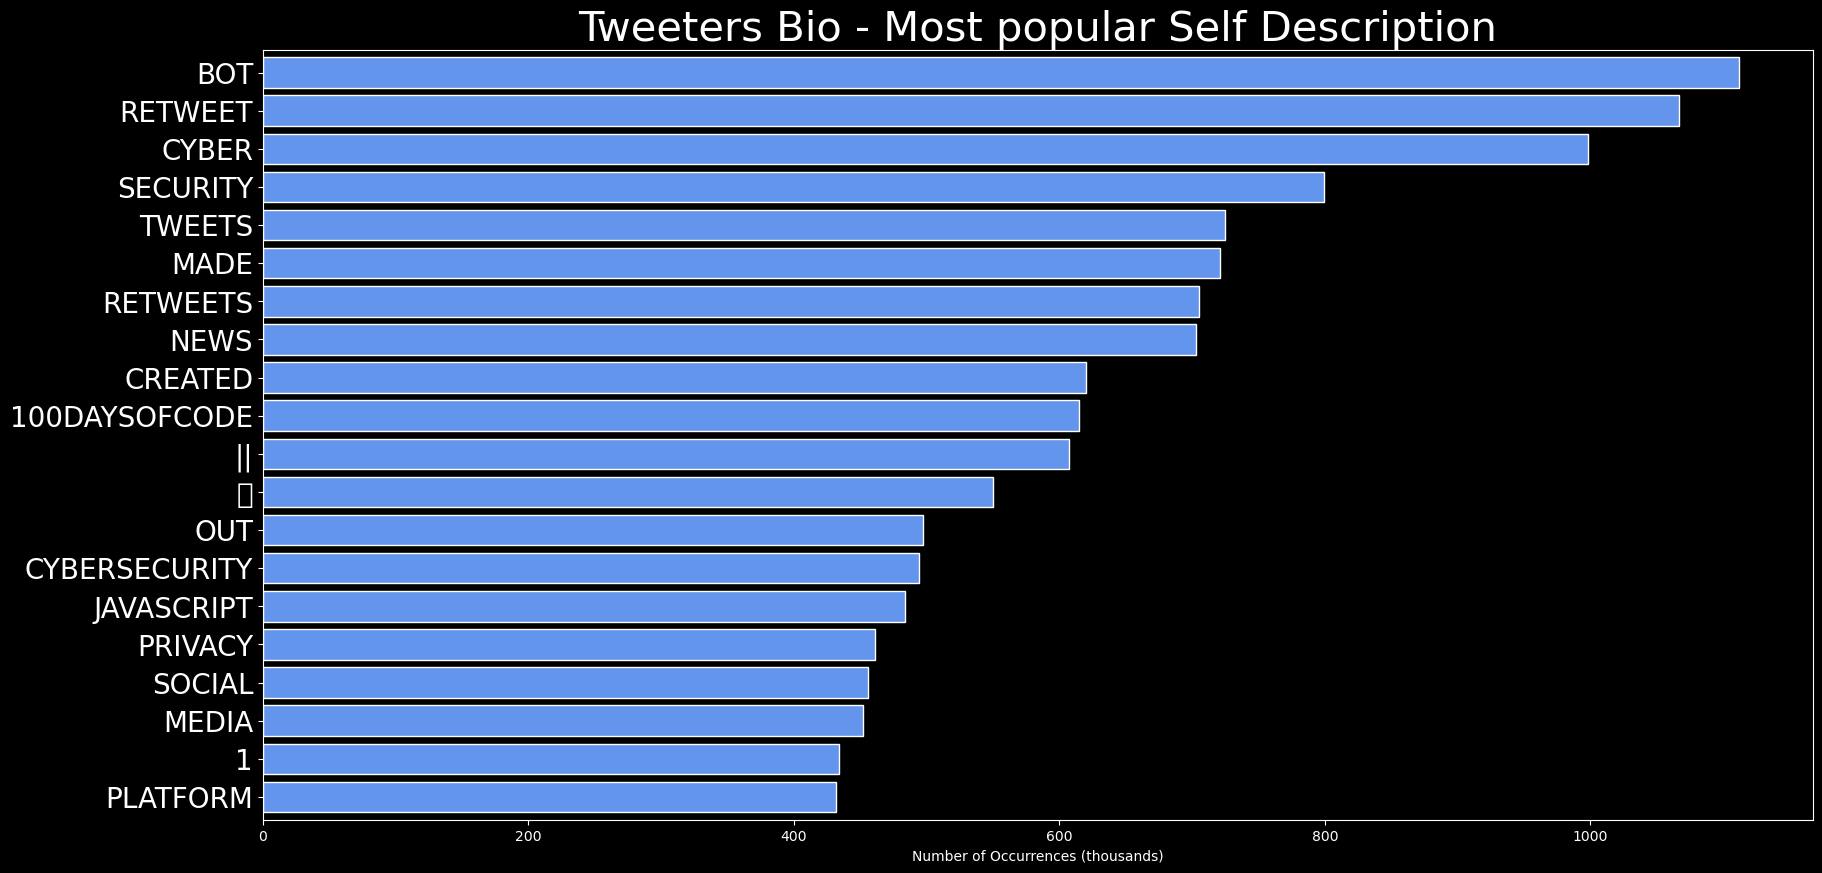 Tweeters Bio - Most popular Self Description
BOT
RETWEET
CYBER
SECURITY
TWEETS
MADE
RETWEETS
NEWS
CREATED
100DAYSOFCODE
||
OUT
CYBERSECURITY
JAVASCRIPT
PRIVACY
SOCIAL
MEDIA
1
PLATFORM
0 200 400 600 800 1000
Number of Occurrences (thousands)